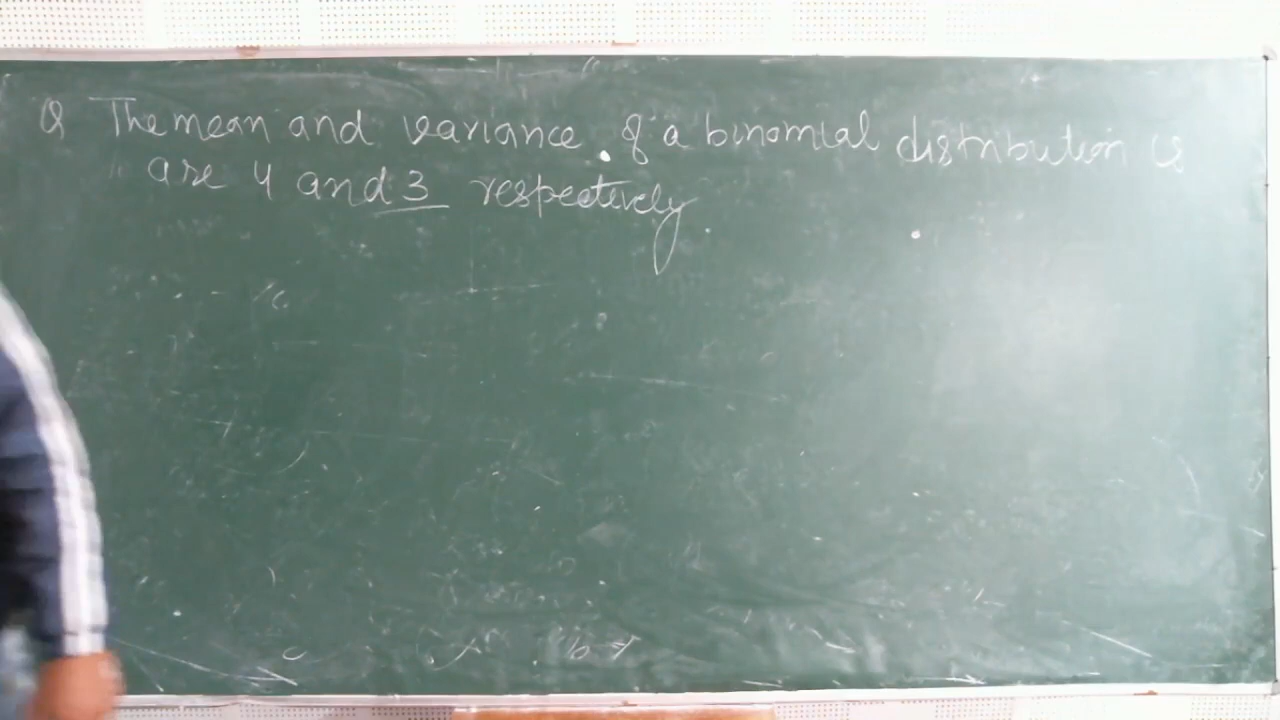 Q The mean and variance of a binomial distribution is
are 4 and 3 respectively